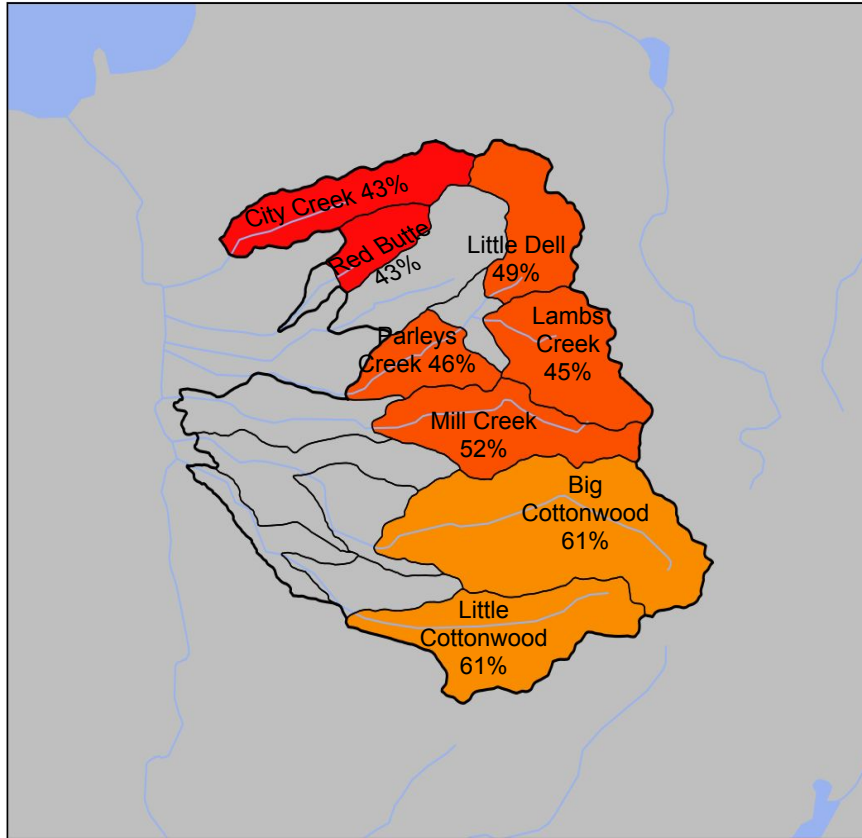 City Creek 43%
Red Butte
43%
Little Dell
49%
Lambs
Creek
45%
Parleys
Creek 46%
Mill Creek
52%
Big
Cottonwood
61%
Little
Cottonwood
61%